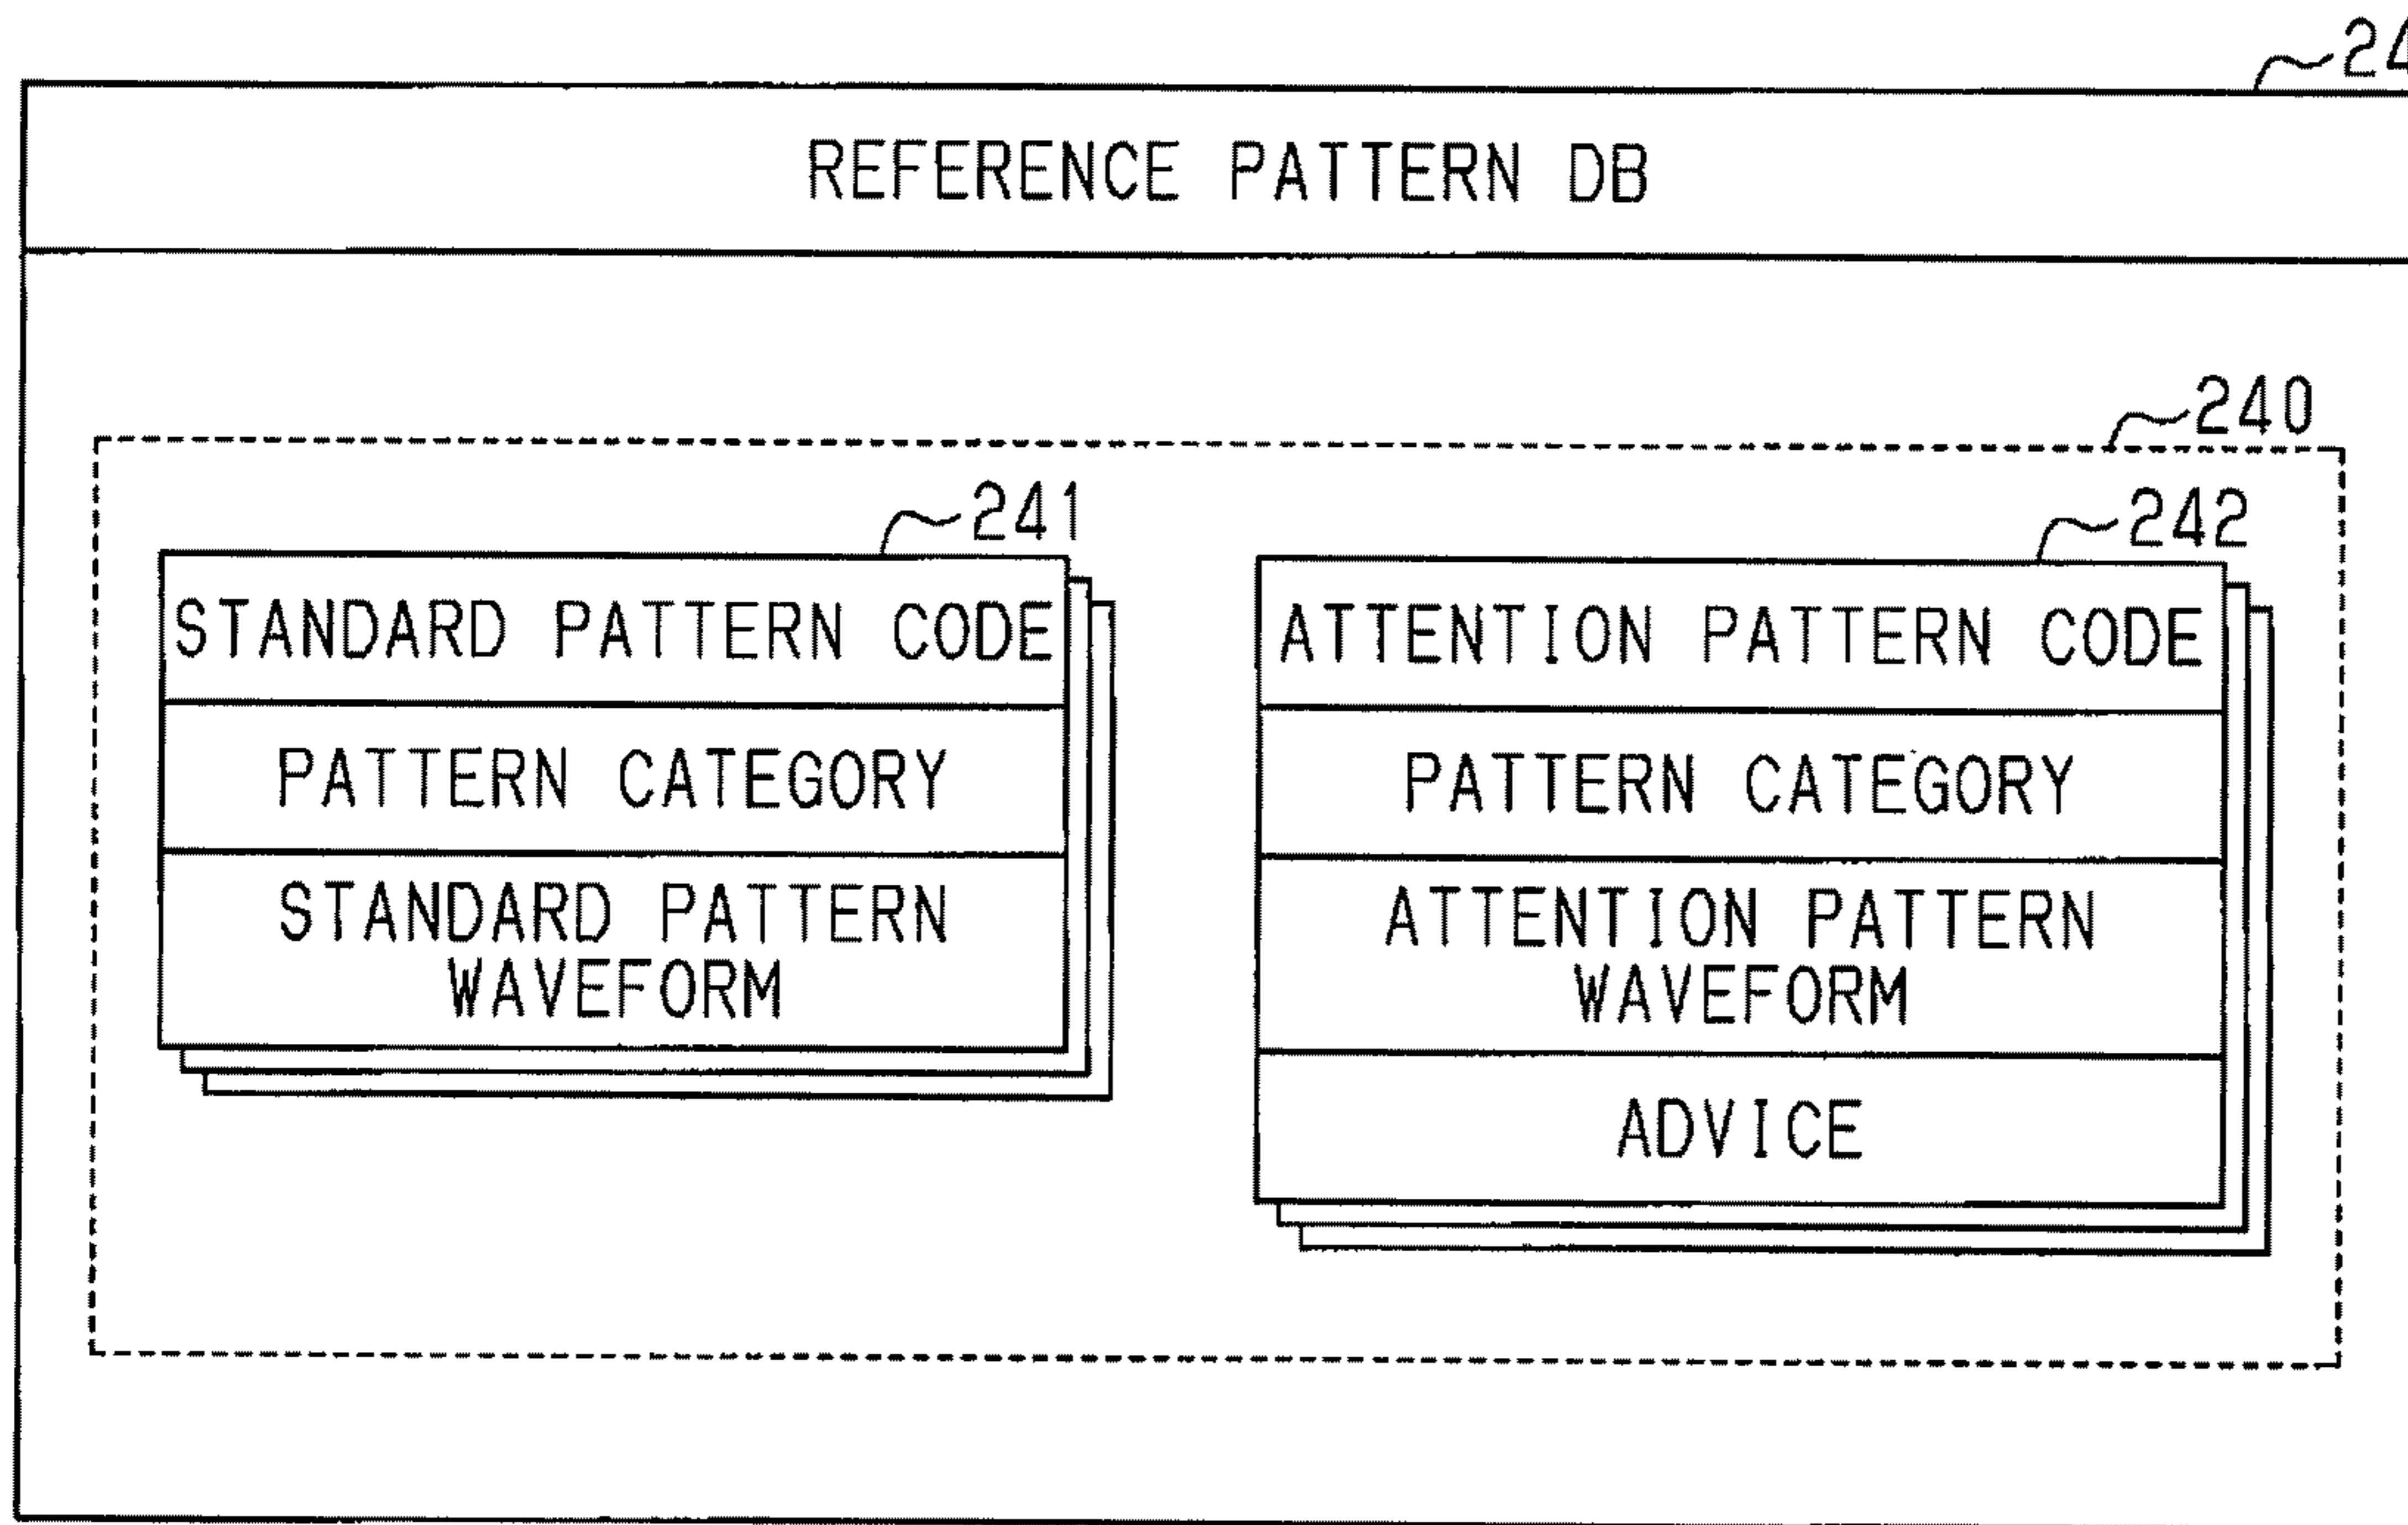 24
REFERENCE PATTERN DB
240
241
242
STANDARD PATTERN CODE
PATTERN CATEGORY
STANDARD PATTERN
WAVEFORM
ATTENTION PATTERN CODE
PATTERN CATEGORY
ATTENTION PATTERN
WAVEFORM
ADVICE